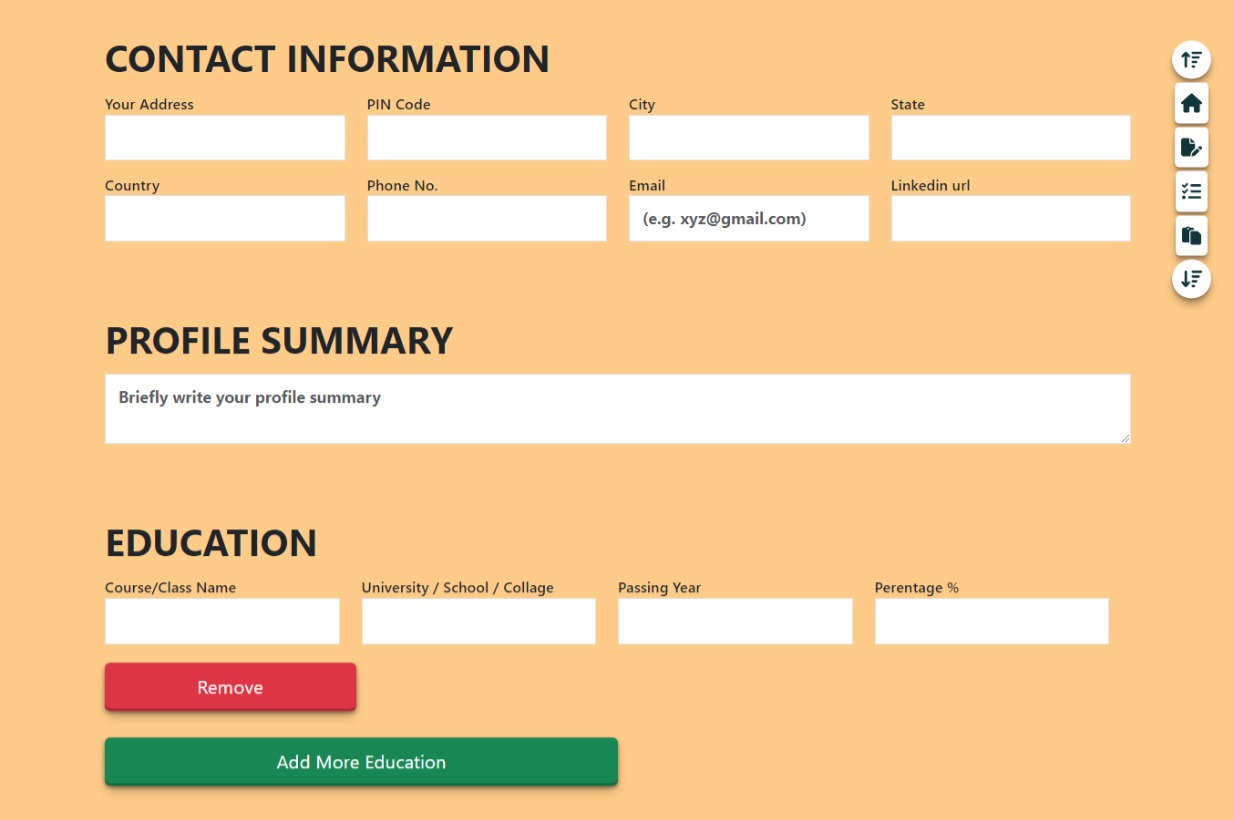 CONTACT INFORMATION
Your Address PIN Code City State
Country Phone No. Email Linkedin url
(e.g. xyz@gmail.com)
PROFILE SUMMARY
Briefly write your profile summary
EDUCATION
Course/Class Name University / School / Collage Passing Year Perentage %
Remove
Add More Education